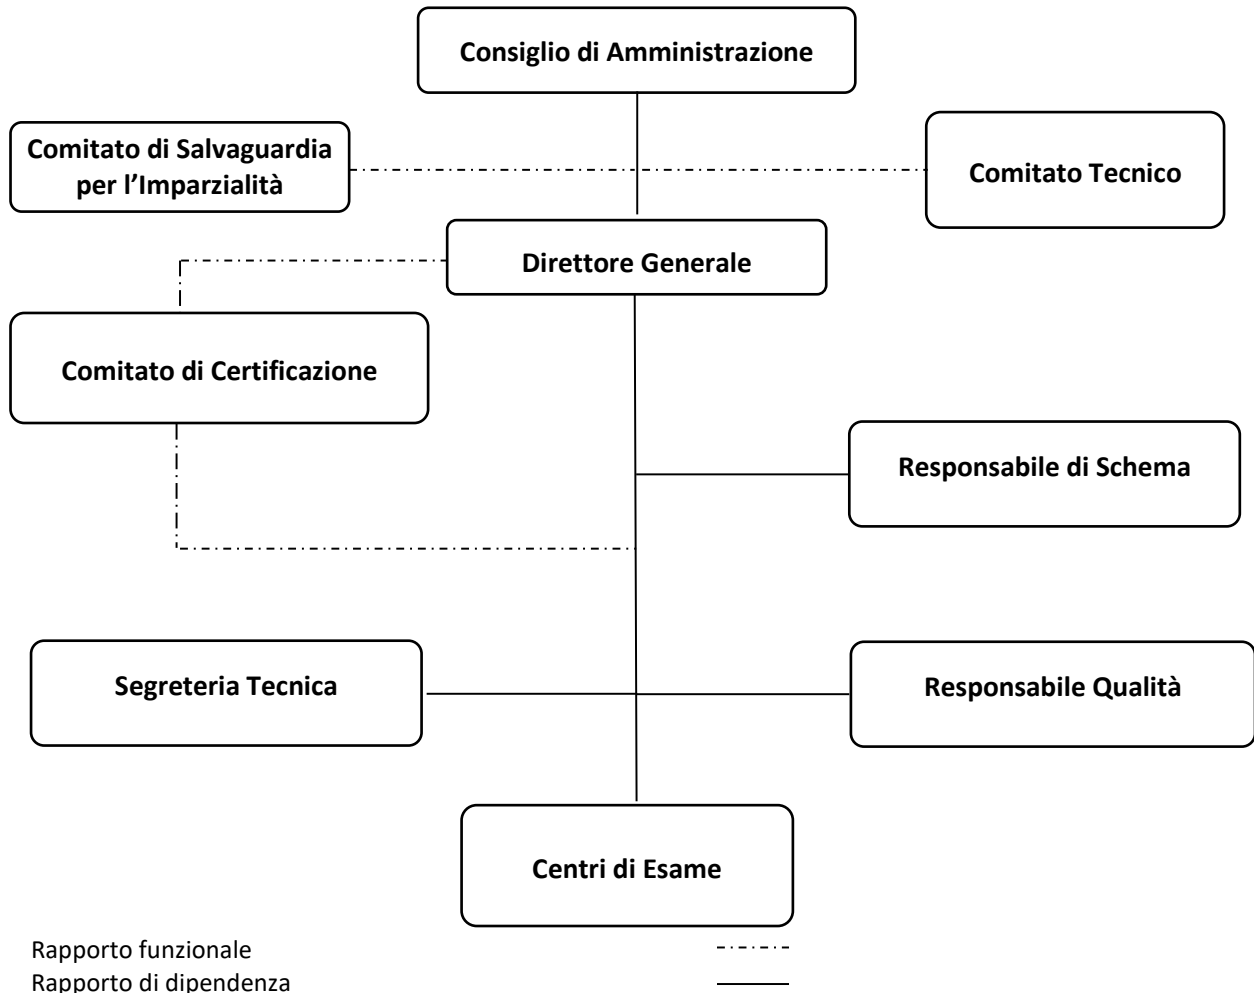 Consiglio di Amministrazione
Comitato di Salvaguardia
per l’Imparzialità
Comitato Tecnico
Direttore Generale
Comitato di Certificazione
Responsabile di Schema
Segreteria Tecnica
Responsabile Qualità
Centri di Esame
Rapporto funzionale
Rapporto di dipendenza